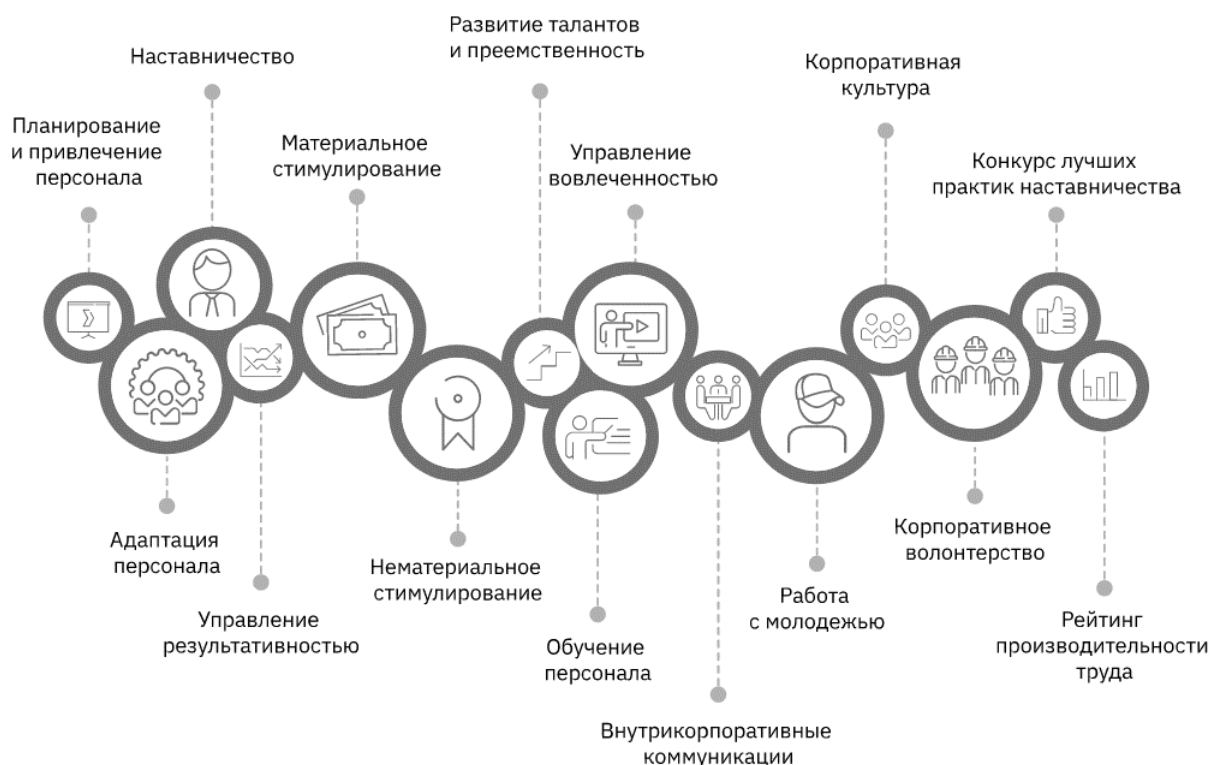 Наставничество
Развитие талантов
и преемственность
Корпоративная
культура
Планирование
и привлечение
персонала
Материальное
стимулирование
Управление
вовлеченностью
Конкурс лучших
практик наставничества
Адаптация
персонала
Управление
результативностью
Нематериальное
стимулирование
Обучение
персонала
Внутрикорпоративные
коммуникации
Работа
с молодежью
Корпоративное
волонтерство
Рейтинг
производительности
труда